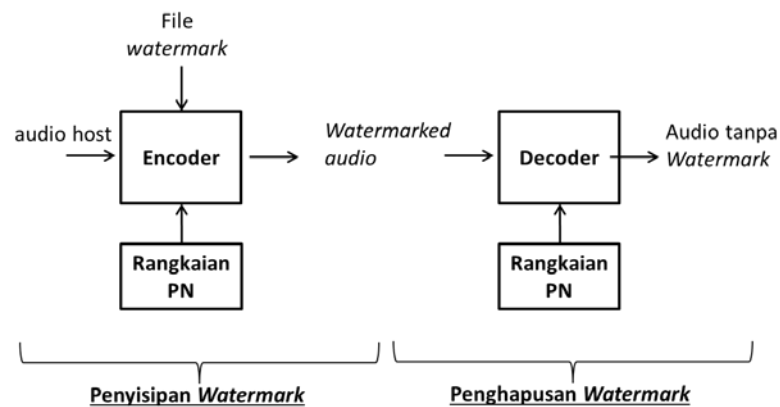 File
watermark
audio host
Encoder
Watermarked
audio
Decoder
Audio tanpa
Watermark
Rangkaian
PN
Rangkaian
PN
Penyisipan Watermark
Penghapusan Watermark